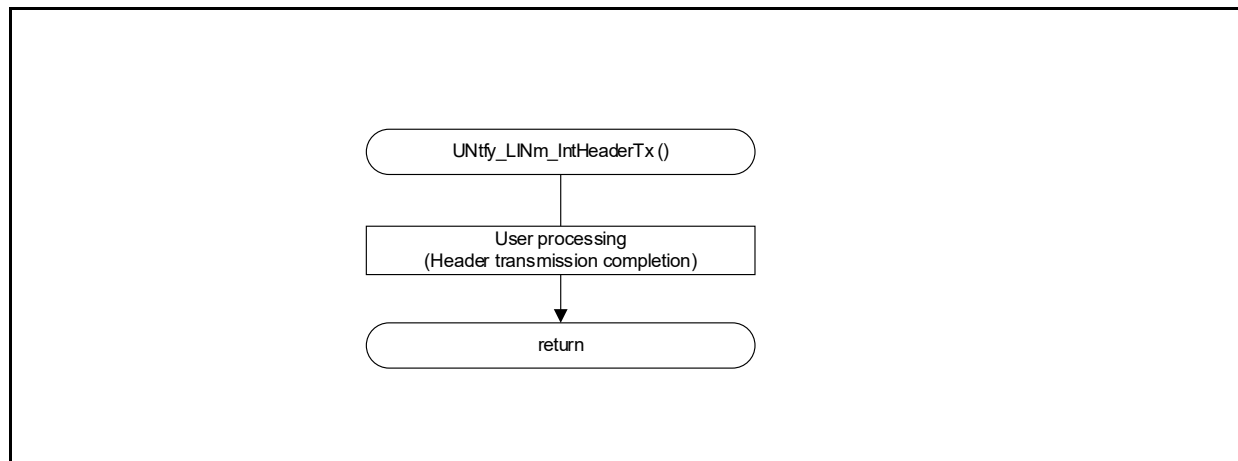 UNtfy_LINm_IntHeaderTx ()
User processing
(Header transmission completion)
return